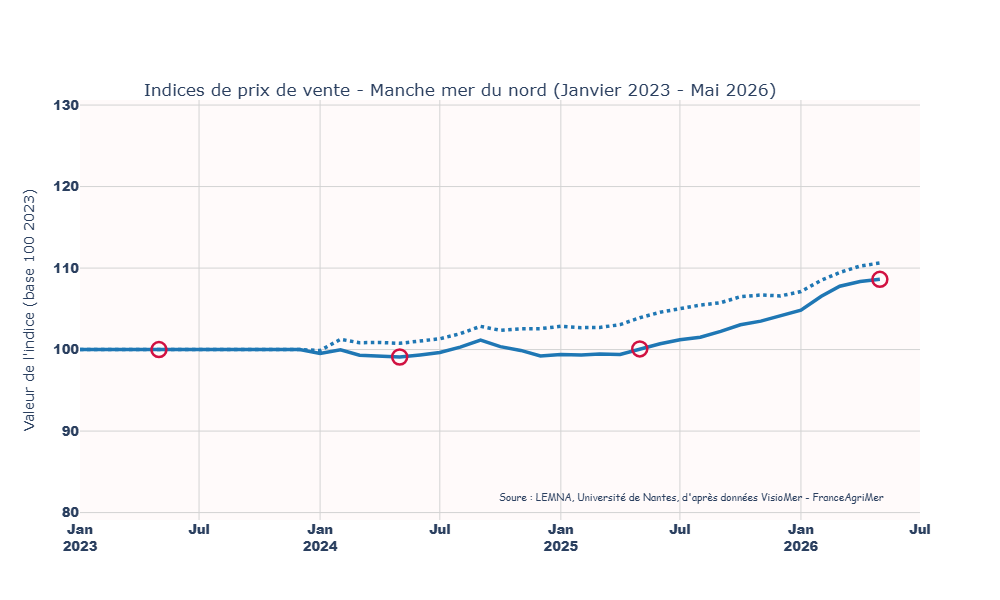 Indices de prix de vente - Manche mer du nord (Janvier 2023 - Mai 2026)
Valeur de l'indice (base 100 2023)
130
120
110
100
90
80
Jan Jul Jan Jul Jan Jul Jan Jul
2023 2024 2025 2026
Soure : LEMNA, Université de Nantes, d'après données VisioMer - FranceAgriMer